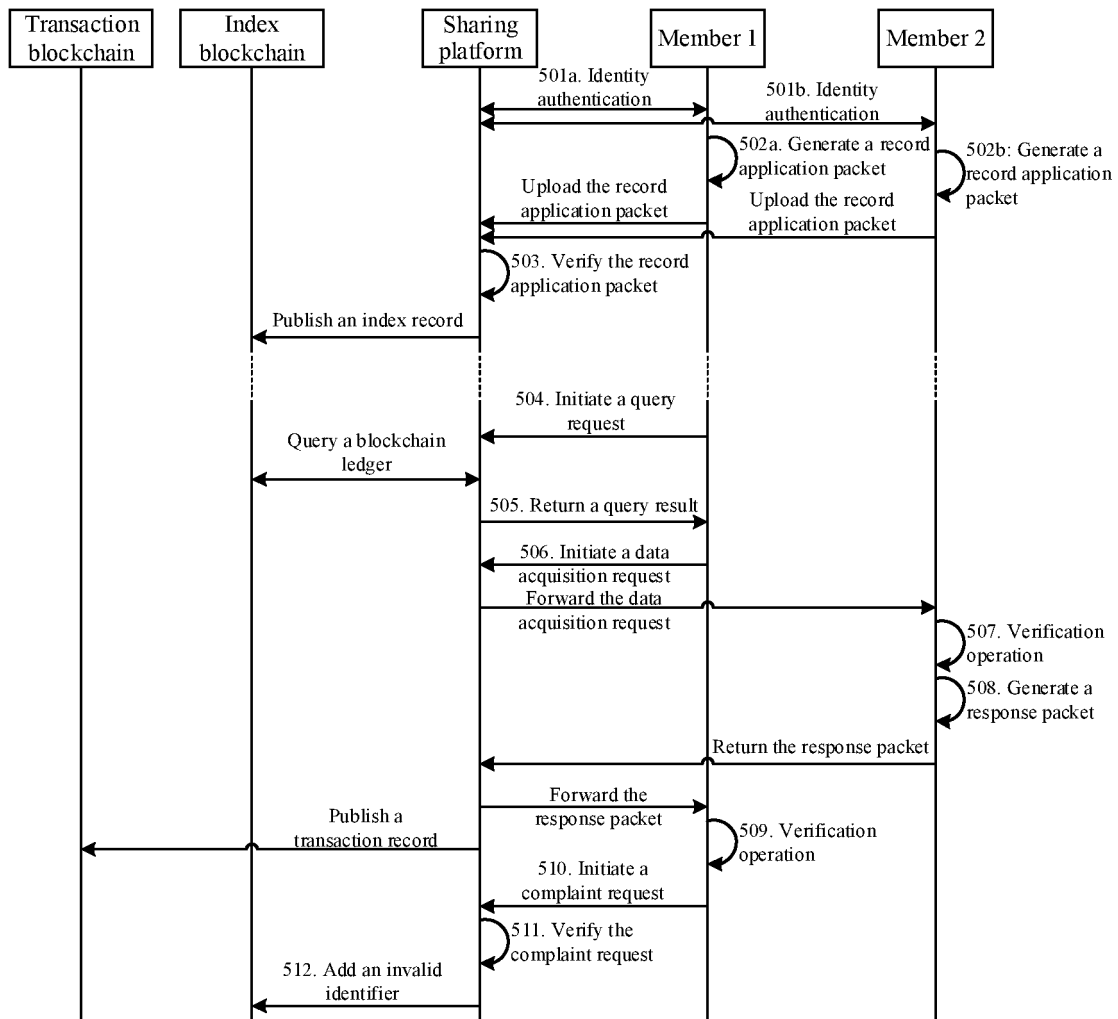 Transaction
blockchain
Index
blockchain
Sharing
platform
Member 1
Member 2
501a. Identity
authentication
501b. Identity
authentication
502a. Generate a record
application packet
502b: Generate a
record application
packet
Upload the record
application packet
Upload the record
application packet
503. Verify the record
application packet
Publish an index record
504. Initiate a query
request
Query a blockchain
ledger
505. Return a query result
506. Initiate a data
acquisition request
Forward the data
acquisition request
507. Verification
operation
508. Generate a
response packet
Return the response packet
Forward the
response packet
Publish a
transaction record
509. Verification
operation
510. Initiate a
complaint request
511. Verify the
complaint request
512. Add an invalid
identifier